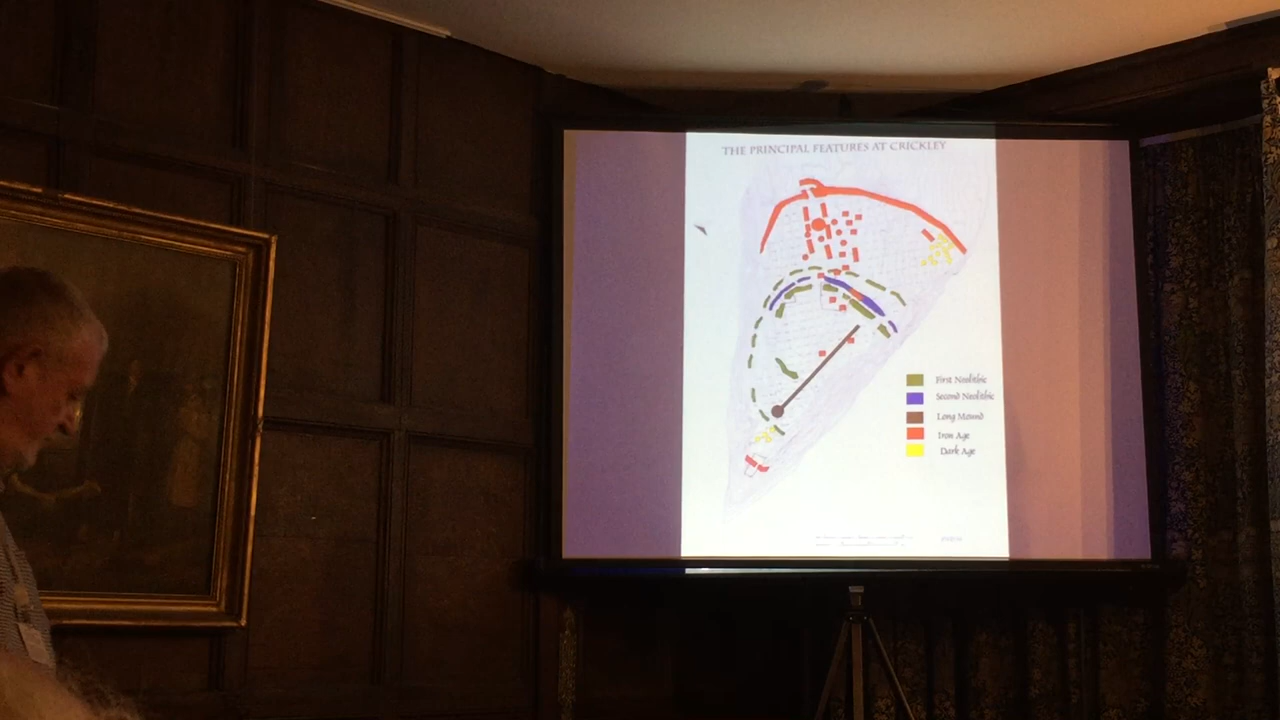 THE PRINCIPAL FEATURES AT CRICKLEY
First Neolithic
Second Neolithic
Long Mound
Iron Age
Dark Age